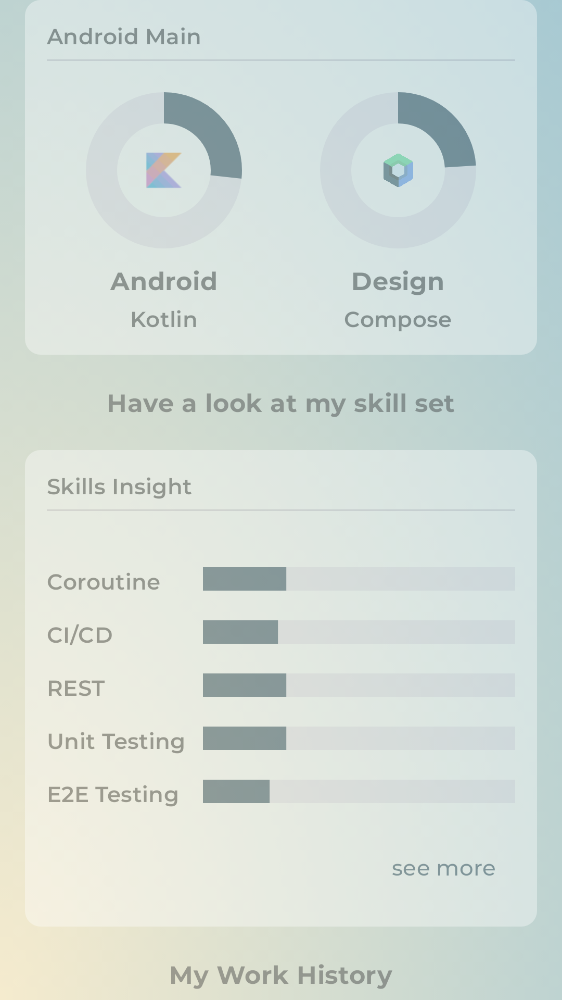 Android Main
Android
Design
Kotlin
Compose
Have a look at my skill set
Skills Insight
Coroutine
CI/CD
REST
Unit Testing
E2E Testing
see more
My Work History